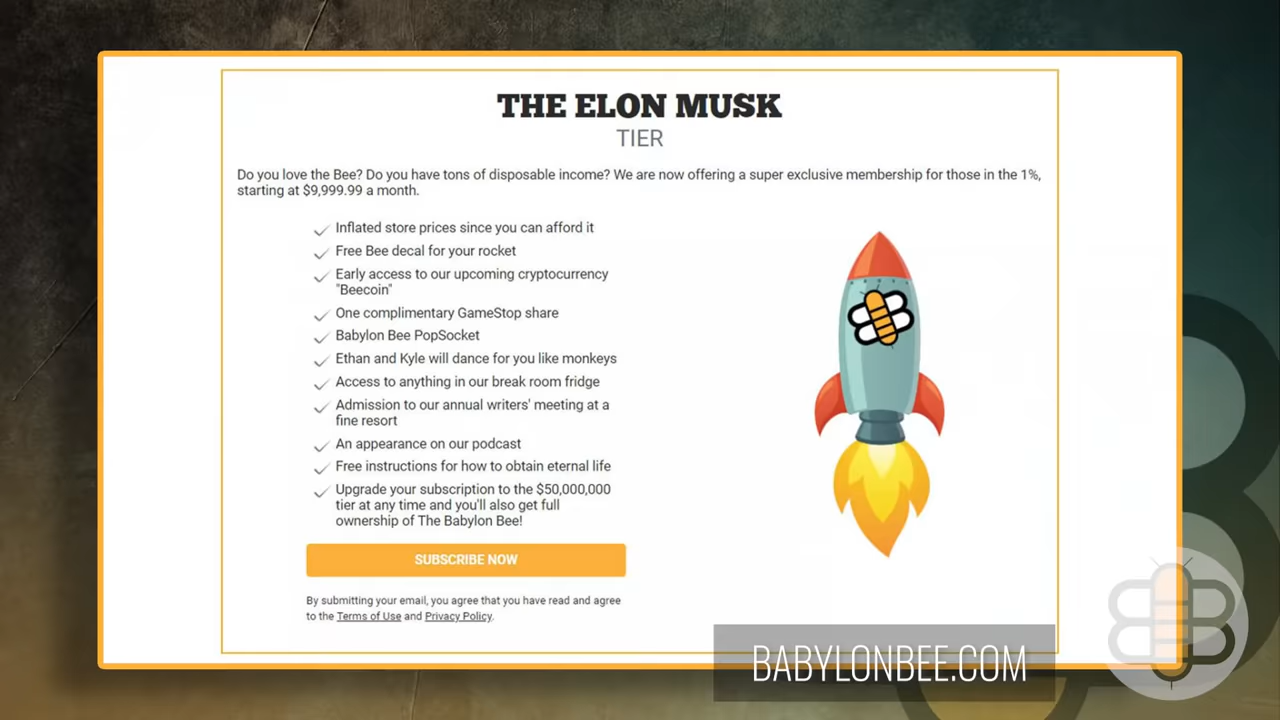 THE ELON MUSK
TIER
Do you love the Bee? Do you have tons of disposable income? We are now offering a super exclusive membership for those in the 1%,
starting at $9,999.99 a month.
Inflated store prices since you can afford it
Free Bee decal for your rocket
Early access to our upcoming cryptocurrency
"Beecoin"
One complimentary GameStop share
Babylon Bee PopSocket
Ethan and Kyle will dance for you like monkeys
Access to anything in our break room fridge
Admission to our annual writers' meeting at a
fine resort
An appearance on our podcast
Free instructions for how to obtain eternal life
Upgrade your subscription to the $50,000,000
tier at any time and you'll also get full
ownership of The Babylon Bee!
SUBSCRIBE NOW
By submitting your email, you agree that you have read and agree
to the Terms of Use and Privacy Policy.
BABYLONBEE.COM